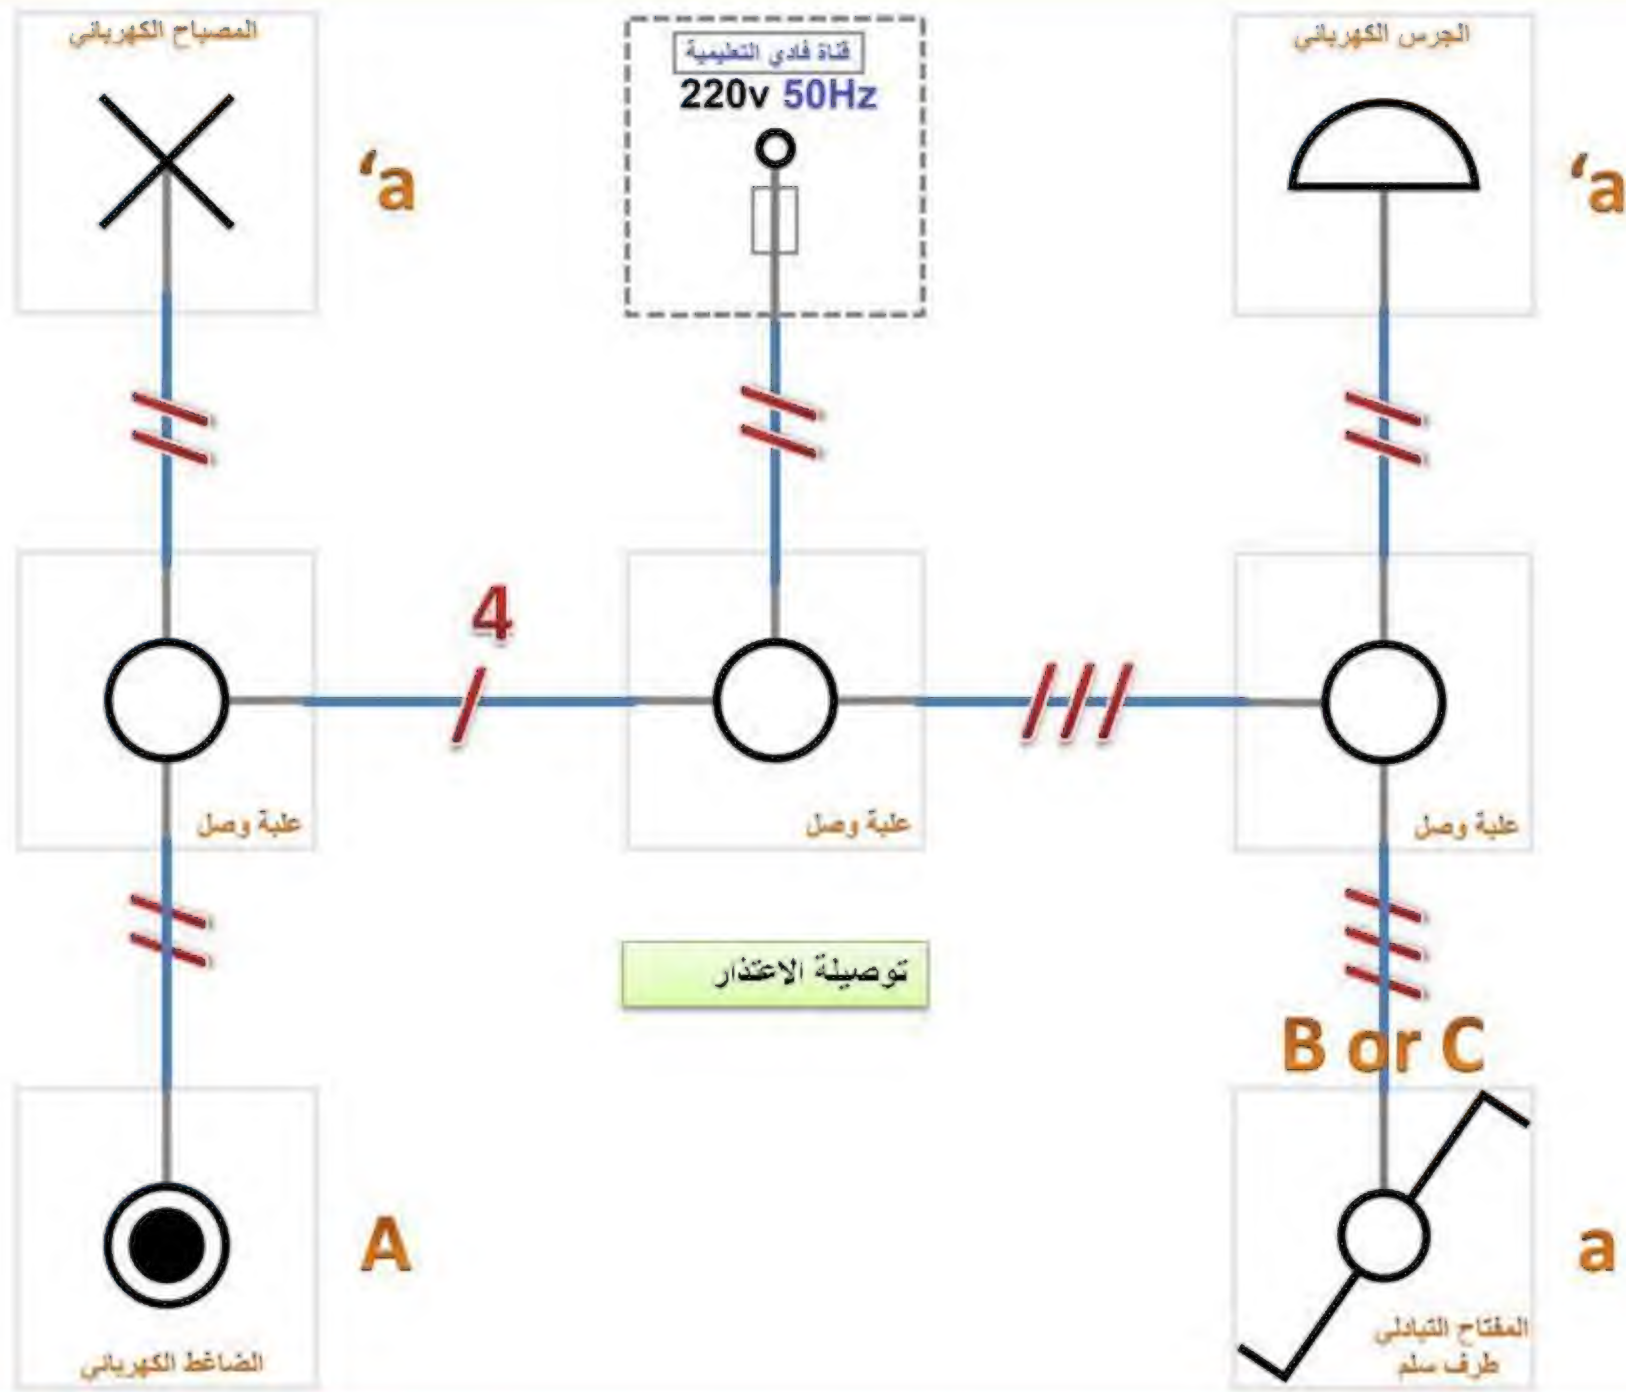 المصباح الكهربائي
قناة فادي التعليمية
220v 50Hz
الجرس الكهربائي
‘a
‘a
4
علبة وصل
علبة وصل
علبة وصل
توصيلة الاعتذار
B or C
A
a
الضاغط الكهربائي
المفتاح التبادلي
طرف سلم